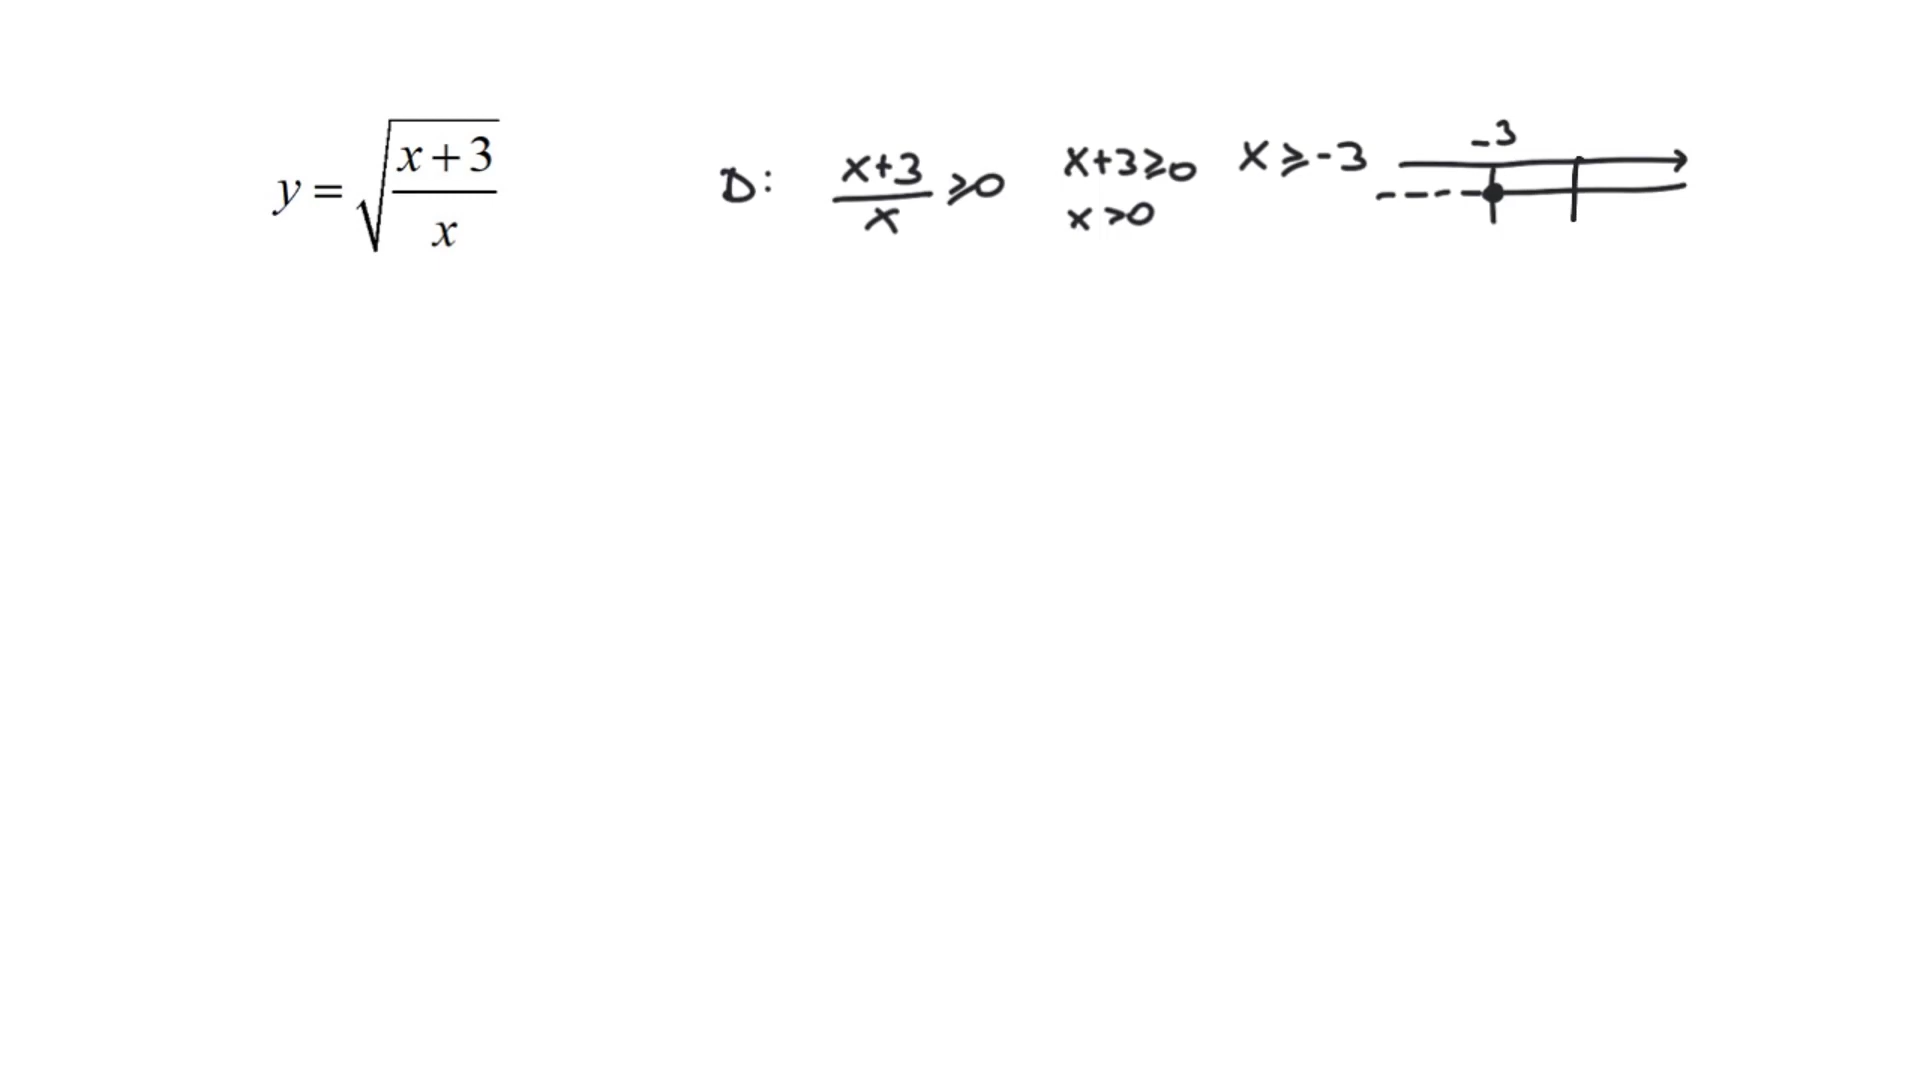 y = √((x+3)/x)
D: (x+3)/x ⩾ 0
x+3 ⩾ 0 x ⩾ -3
x > 0
-3